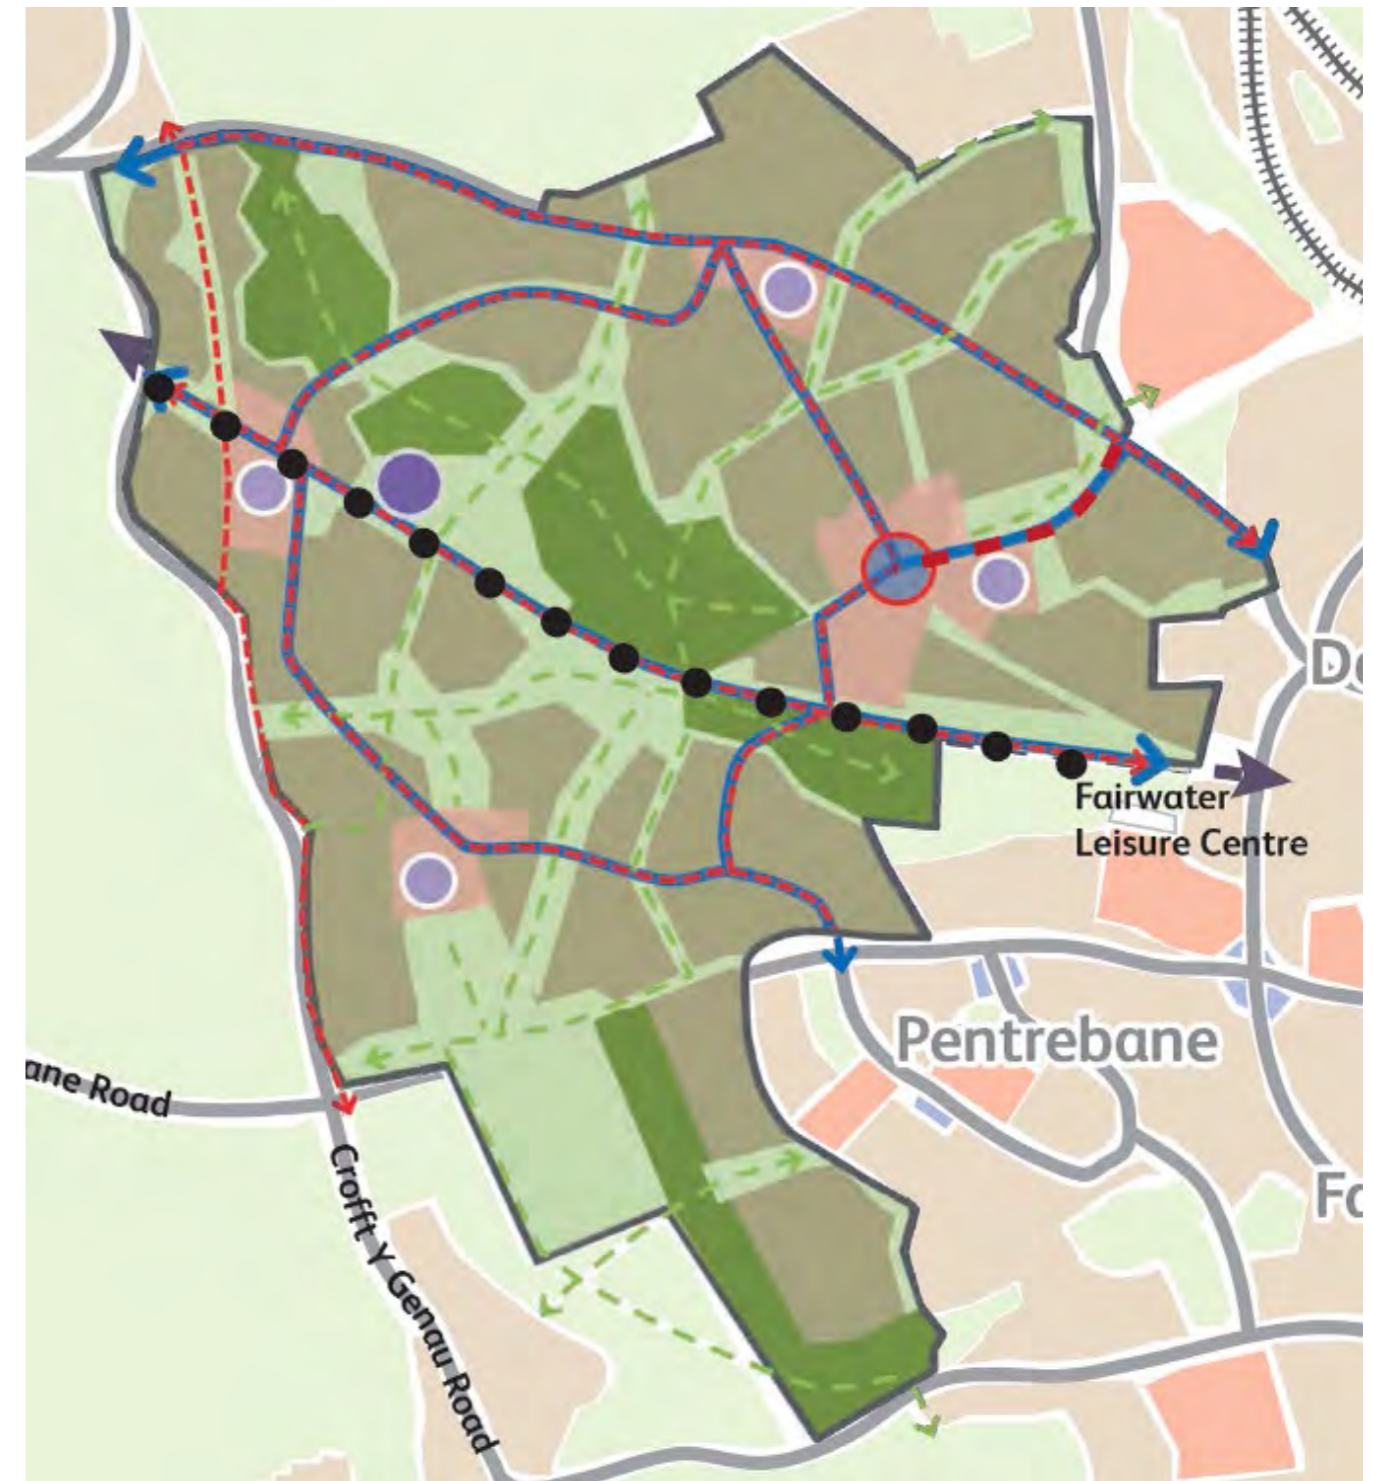 Fairwater
Leisure Centre
Pentrebane
ane Road
Crofft Y Genau Road